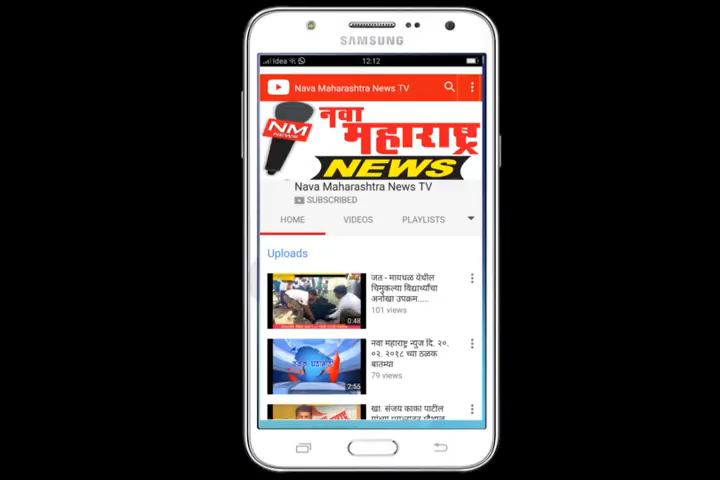 SAMSUNG
Idea
12:12
Nava Maharashtra News TV
NM
NEWS
नवा
महाराष्ट्र
NEWS
Nava Maharashtra News TV
SUBSCRIBED
HOME VIDEOS PLAYLISTS
Uploads
जत - मायथळ येथील
चिमुकल्या विद्यार्थ्यांचा
अनोखा उपक्रम.....
101 views
0:48
नवा महाराष्ट्र न्युज दि. २०.
०२. २०१८ च्या ठळक
बातम्या
79 views
2:55
खा. संजय काका पाटील